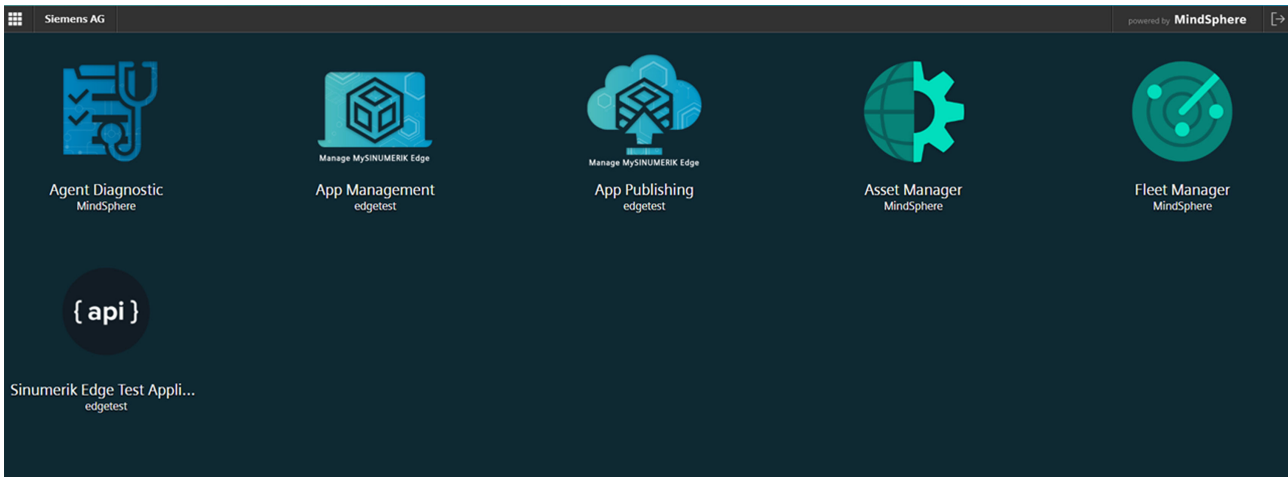 Siemens AG
powered by MindSphere
Manage MySINUMERIK Edge
Manage MySINUMERIK Edge
Agent Diagnostic
App Management
App Publishing
Asset Manager
Fleet Manager
MindSphere
edgetest
edgetest
MindSphere
MindSphere
{ api }
Sinumerik Edge Test Appli...
edgetest